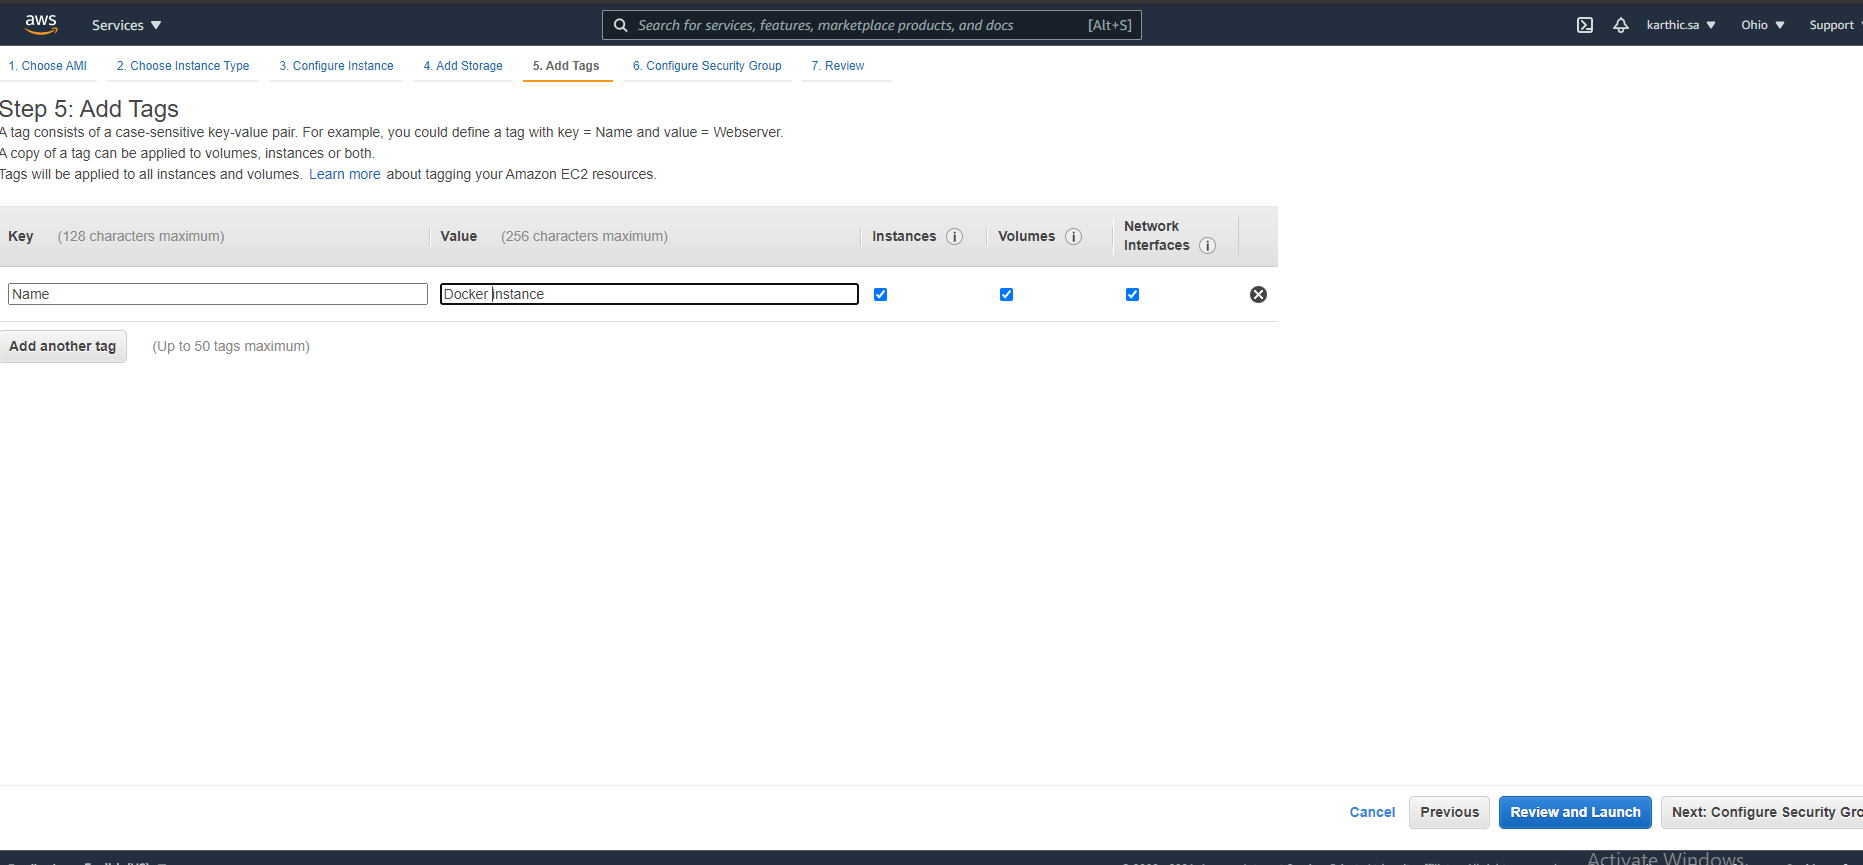 aws Services Search for services, features, marketplace products, and docs [Alt+S] karthic.sa Ohio Support
1. Choose AMI 2. Choose Instance Type 3. Configure Instance 4. Add Storage 5. Add Tags 6. Configure Security Group 7. Review
Step 5: Add Tags
A tag consists of a case-sensitive key-value pair. For example, you could define a tag with key = Name and value = Webserver.
A copy of a tag can be applied to volumes, instances or both.
Tags will be applied to all instances and volumes. Learn more about tagging your Amazon EC2 resources.
Key (128 characters maximum) Value (256 characters maximum) Instances Volumes Network
Interfaces
Name Docker instance
Add another tag (Up to 50 tags maximum)
Cancel Previous Review and Launch Next: Configure Security Gro
Activate Windows